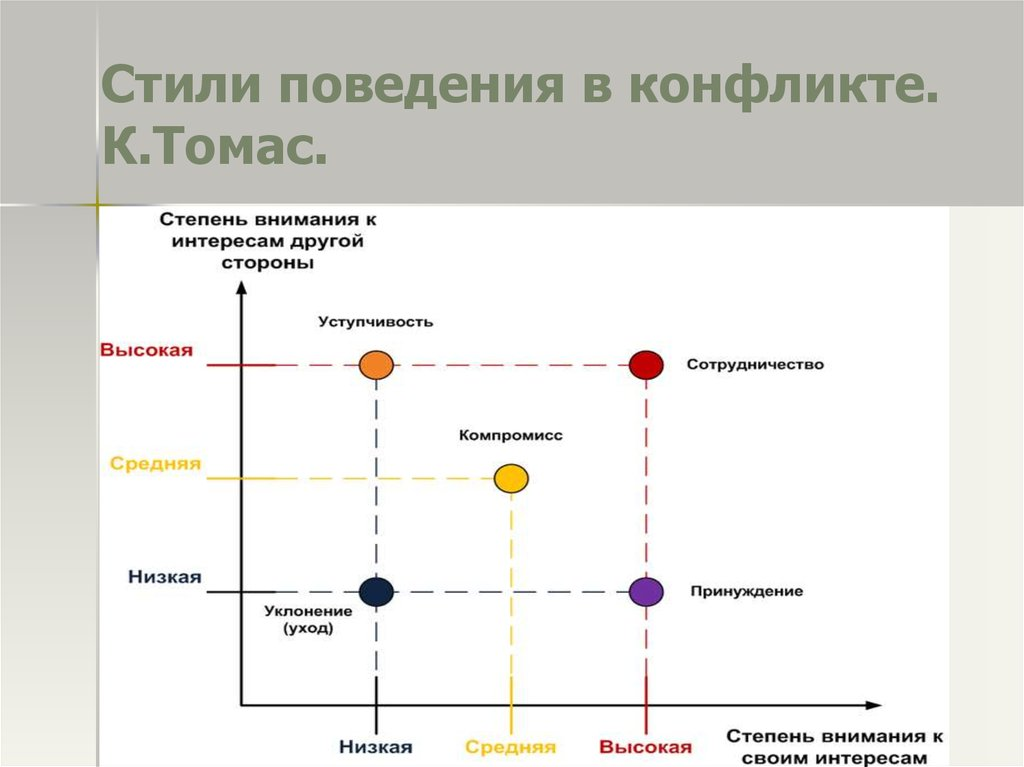 Стили поведения в конфликте.
К.Томас.
Степень внимания к
интересам другой
стороны
Уступчивость
Высокая
Сотрудничество
Компромисс
Средняя
Низкая
Принуждение
Уклонение
(уход)
Низкая
Средняя
Высокая
Степень внимания к
своим интересам